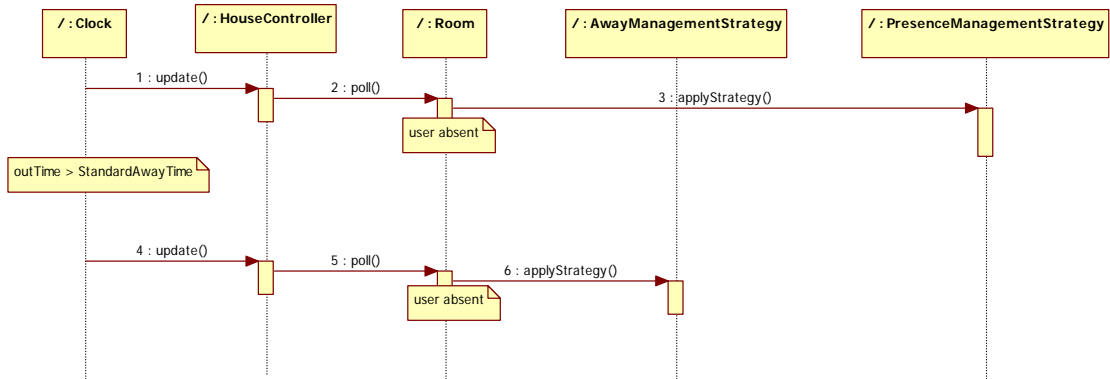 / : Clock
/ : HouseController
/ : Room
/ : AwayManagementStrategy
/ : PresenceManagementStrategy
1 : update()
2 : poll()
3 : applyStrategy()
user absent
outTime > StandardAwayTime
4 : update()
5 : poll()
6 : applyStrategy()
user absent